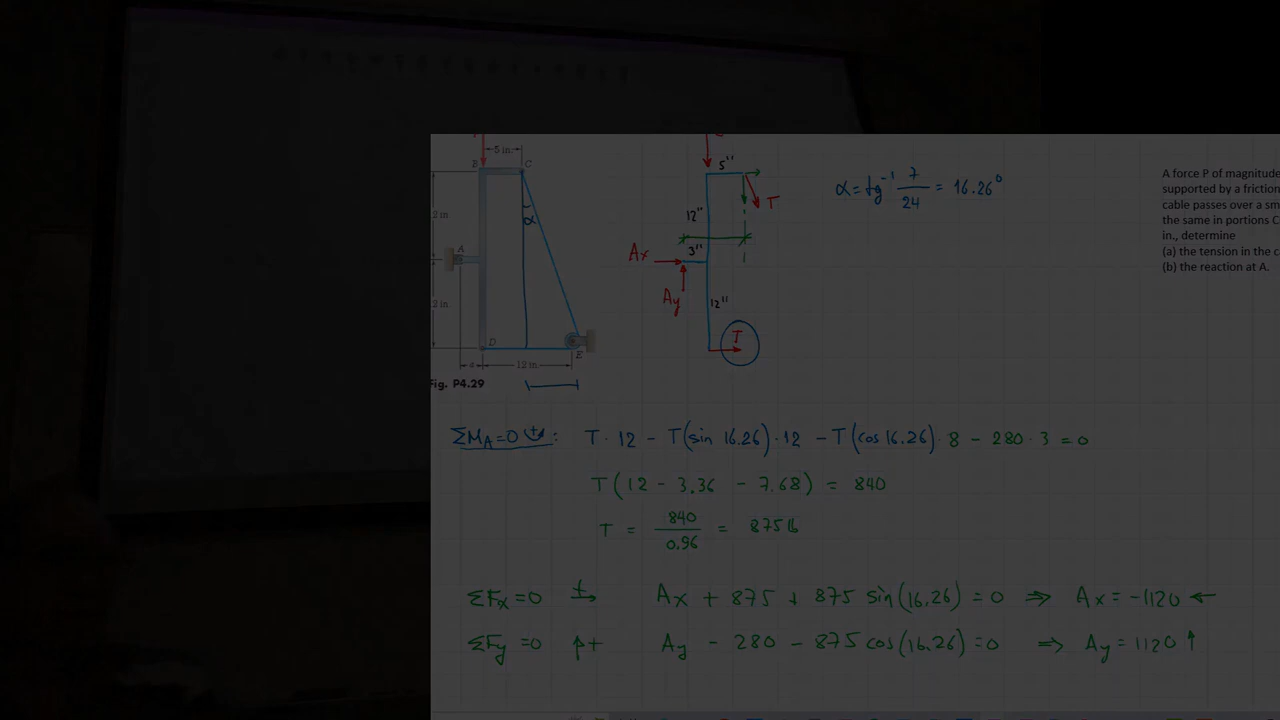 5 in.
B
C
α
2 in
A
2 in.
D
E
a
12 in.
Fig. P4.29
5"
12"
T
3"
Ax
Ay
12"
T
α = tg⁻¹ 7/24 = 16.26°
A force P of magnitude
supported by a friction
cable passes over a sm
the same in portions C
in., determine
(a) the tension in the ca
(b) the reaction at A.
ΣM_A=0 +: T · 12 - T(sin 16.26) · 12 - T(cos 16.26) · 8 - 280 · 3 = 0
T(12 - 3.36 - 7.68) = 840
T = 840/0.96 = 875 lb
ΣFx=0 +→ Ax + 875 + 875 sin(16.26) = 0 ⇒ Ax = -1120 ←
ΣFy=0 ↑+ Ay - 280 - 875 cos(16.26) = 0 ⇒ Ay = 1120 ↑